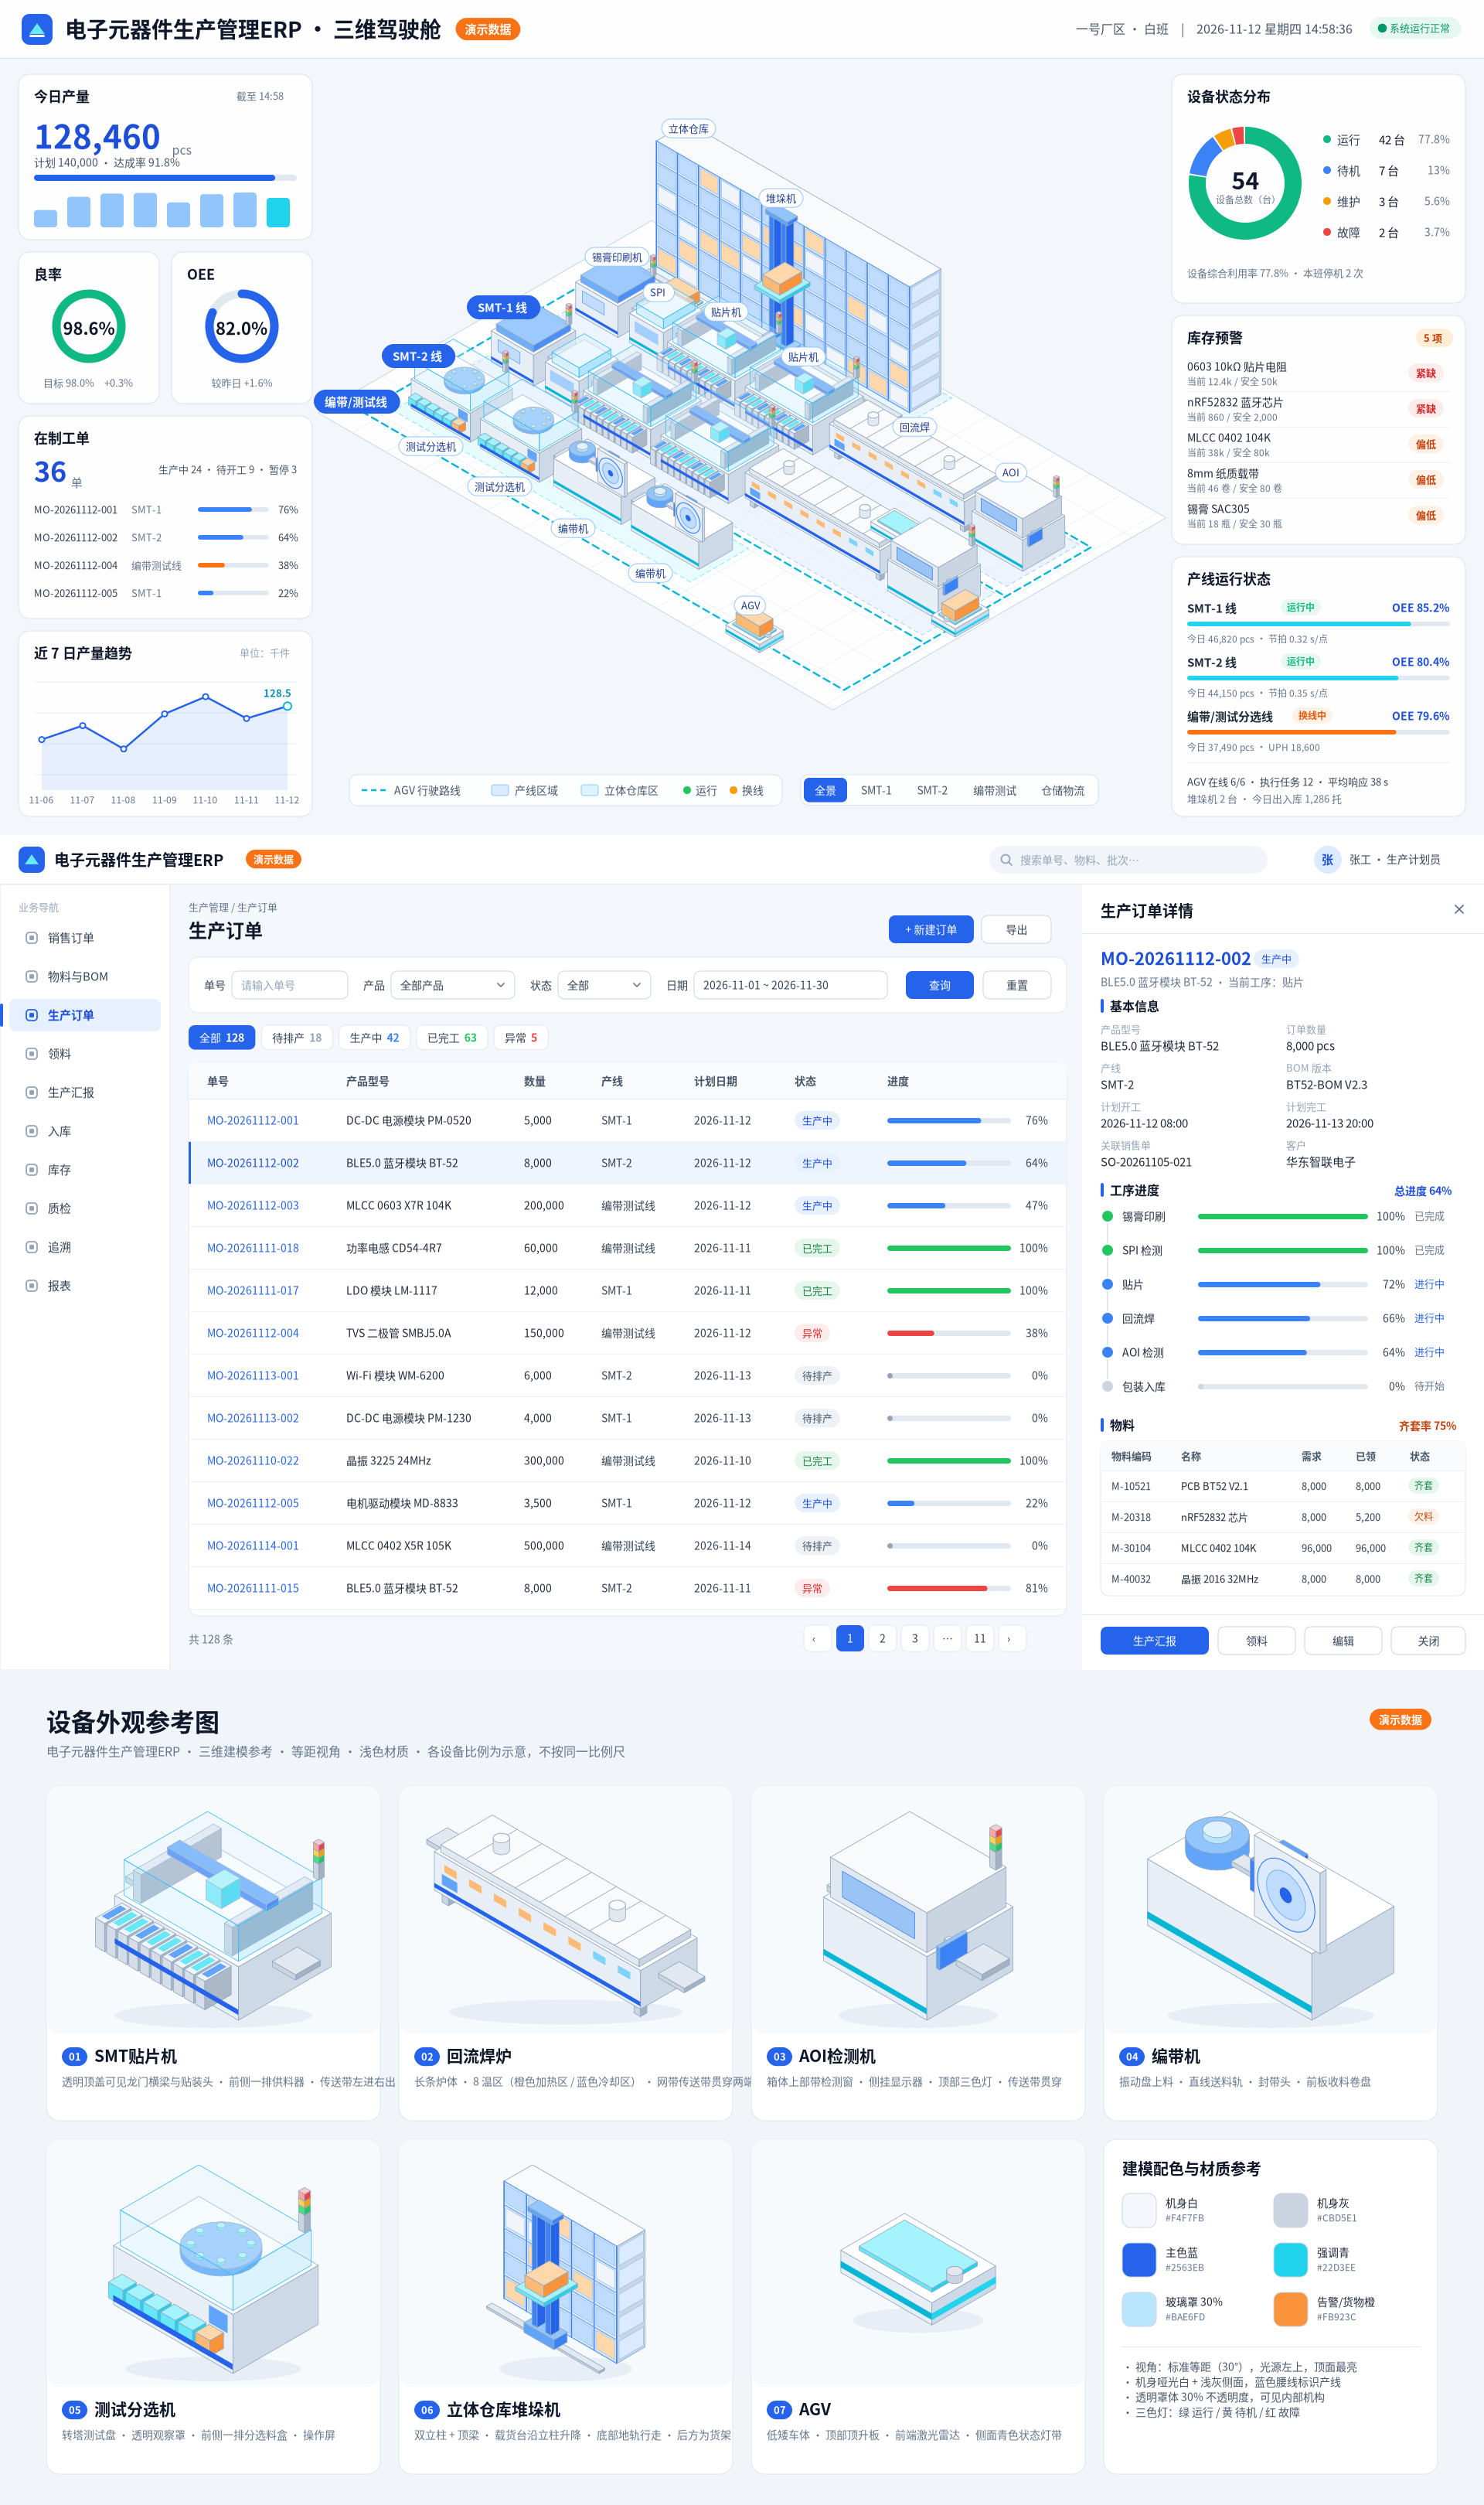 电子元器件生产管理ERP · 三维驾驶舱 演示数据
一号厂区 · 白班 | 2026-11-12 星期四 14:58:36 系统运行正常
今日产量 截至 14:58
128,460 pcs
计划 140,000 · 达成率 91.8%
良率
98.6%
目标 98.0% +0.3%
OEE
82.0%
较昨日 +1.6%
在制工单
36 单 生产中 24 · 待开工 9 · 暂停 3
MO-20261112-001 SMT-1 76%
MO-20261112-002 SMT-2 64%
MO-20261112-004 编带测试线 38%
MO-20261112-005 SMT-1 22%
近 7 日产量趋势 单位：千件
128.5
11-06 11-07 11-08 11-09 11-10 11-11 11-12
立体仓库
堆垛机
锡膏印刷机
SPI
SMT-1 线
贴片机
SMT-2 线
贴片机
编带/测试线
回流焊
测试分选机
AOI
测试分选机
编带机
编带机
AGV
AGV 行驶路线 产线区域 立体仓库区 运行 换线
全景 SMT-1 SMT-2 编带测试 仓储物流
设备状态分布
54
设备总数（台）
运行 42 台 77.8%
待机 7 台 13%
维护 3 台 5.6%
故障 2 台 3.7%
设备综合利用率 77.8% · 本班停机 2 次
库存预警 5 项
0603 10kΩ 贴片电阻
当前 12.4k / 安全 50k
紧缺
nRF52832 蓝牙芯片
当前 860 / 安全 2,000
紧缺
MLCC 0402 104K
当前 38k / 安全 80k
偏低
8mm 纸质载带
当前 46 卷 / 安全 80 卷
偏低
锡膏 SAC305
当前 18 瓶 / 安全 30 瓶
偏低
产线运行状态
SMT-1 线 运行中 OEE 85.2%
今日 46,820 pcs · 节拍 0.32 s/点
SMT-2 线 运行中 OEE 80.4%
今日 44,150 pcs · 节拍 0.35 s/点
编带/测试分选线 换线中 OEE 79.6%
今日 37,490 pcs · UPH 18,600
AGV 在线 6/6 · 执行任务 12 · 平均响应 38 s
堆垛机 2 台 · 今日出入库 1,286 托
电子元器件生产管理ERP 演示数据
搜索单号、物料、批次…
张 张工 · 生产计划员
业务导航
销售订单
物料与BOM
生产订单
领料
生产汇报
入库
库存
质检
追溯
报表
生产管理 / 生产订单
生产订单
+ 新建订单 导出
单号 请输入单号 产品 全部产品 状态 全部 日期 2026-11-01 ~ 2026-11-30 查询 重置
全部 128 待排产 18 生产中 42 已完工 63 异常 5
单号 产品型号 数量 产线 计划日期 状态 进度
MO-20261112-001 DC-DC 电源模块 PM-0520 5,000 SMT-1 2026-11-12 生产中 76%
MO-20261112-002 BLE5.0 蓝牙模块 BT-52 8,000 SMT-2 2026-11-12 生产中 64%
MO-20261112-003 MLCC 0603 X7R 104K 200,000 编带测试线 2026-11-12 生产中 47%
MO-20261111-018 功率电感 CD54-4R7 60,000 编带测试线 2026-11-11 已完工 100%
MO-20261111-017 LDO 模块 LM-1117 12,000 SMT-1 2026-11-11 已完工 100%
MO-20261112-004 TVS 二极管 SMBJ5.0A 150,000 编带测试线 2026-11-12 异常 38%
MO-20261113-001 Wi-Fi 模块 WM-6200 6,000 SMT-2 2026-11-13 待排产 0%
MO-20261113-002 DC-DC 电源模块 PM-1230 4,000 SMT-1 2026-11-13 待排产 0%
MO-20261110-022 晶振 3225 24MHz 300,000 编带测试线 2026-11-10 已完工 100%
MO-20261112-005 电机驱动模块 MD-8833 3,500 SMT-1 2026-11-12 生产中 22%
MO-20261114-001 MLCC 0402 X5R 105K 500,000 编带测试线 2026-11-14 待排产 0%
MO-20261111-015 BLE5.0 蓝牙模块 BT-52 8,000 SMT-2 2026-11-11 异常 81%
共 128 条
‹ 1 2 3 … 11 ›
生产订单详情 ×
MO-20261112-002 生产中
BLE5.0 蓝牙模块 BT-52 · 当前工序：贴片
基本信息
产品型号 订单数量
BLE5.0 蓝牙模块 BT-52 8,000 pcs
产线 BOM 版本
SMT-2 BT52-BOM V2.3
计划开工 计划完工
2026-11-12 08:00 2026-11-13 20:00
关联销售单 客户
SO-20261105-021 华东智联电子
工序进度 总进度 64%
锡膏印刷 100% 已完成
SPI 检测 100% 已完成
贴片 72% 进行中
回流焊 66% 进行中
AOI 检测 64% 进行中
包装入库 0% 待开始
物料 齐套率 75%
物料编码 名称 需求 已领 状态
M-10521 PCB BT52 V2.1 8,000 8,000 齐套
M-20318 nRF52832 芯片 8,000 5,200 欠料
M-30104 MLCC 0402 104K 96,000 96,000 齐套
M-40032 晶振 2016 32MHz 8,000 8,000 齐套
生产汇报 领料 编辑 关闭
设备外观参考图 演示数据
电子元器件生产管理ERP · 三维建模参考 · 等距视角 · 浅色材质 · 各设备比例为示意，不按同一比例尺
01 SMT贴片机
透明顶盖可见龙门横梁与贴装头 · 前侧一排供料器 · 传送带左进右出
02 回流焊炉
长条炉体 · 8 温区（橙色加热区 / 蓝色冷却区） · 网带传送带贯穿两端
03 AOI检测机
箱体上部带检测窗 · 侧挂显示器 · 顶部三色灯 · 传送带贯穿
04 编带机
振动盘上料 · 直线送料轨 · 封带头 · 前板收料卷盘
05 测试分选机
转塔测试盘 · 透明观察罩 · 前侧一排分选料盒 · 操作屏
06 立体仓库堆垛机
双立柱 + 顶梁 · 载货台沿立柱升降 · 底部地轨行走 · 后方为货架
07 AGV
低矮车体 · 顶部顶升板 · 前端激光雷达 · 侧面青色状态灯带
建模配色与材质参考
机身白 机身灰
#F4F7FB #CBD5E1
主色蓝 强调青
#2563EB #22D3EE
玻璃罩 30% 告警/货物橙
#BAE6FD #FB923C
· 视角：标准等距（30°），光源左上，顶面最亮
· 机身哑光白 + 浅灰侧面，蓝色腰线标识产线
· 透明罩体 30% 不透明度，可见内部机构
· 三色灯：绿 运行 / 黄 待机 / 红 故障